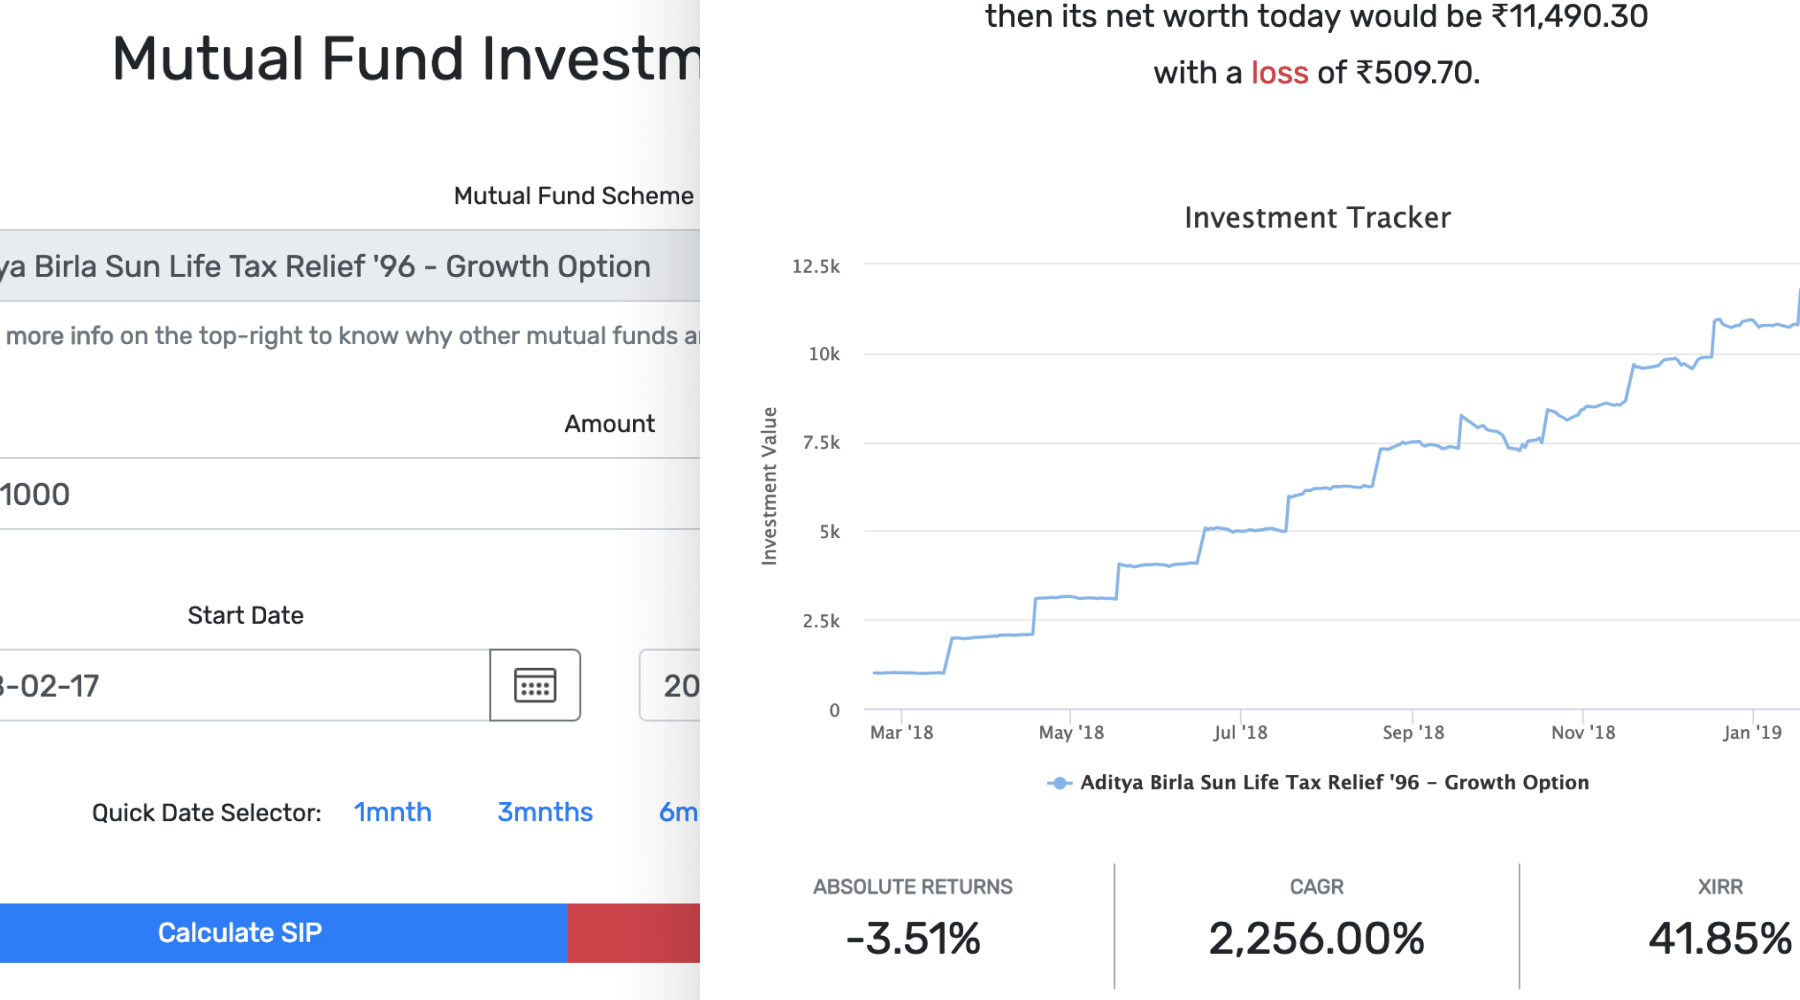 Mutual Fund Investm
Mutual Fund Scheme
ya Birla Sun Life Tax Relief '96 - Growth Option
more info on the top-right to know why other mutual funds a
Amount
1000
Start Date
-02-17
20
Quick Date Selector: 1mnth 3mnths 6m
Calculate SIP
then its net worth today would be ₹11,490.30
with a loss of ₹509.70.
Investment Tracker
Investment Value
12.5k
10k
7.5k
5k
2.5k
0
Mar '18 May '18 Jul '18 Sep '18 Nov '18 Jan '19
Aditya Birla Sun Life Tax Relief '96 – Growth Option
ABSOLUTE RETURNS
-3.51%
CAGR
2,256.00%
XIRR
41.85%